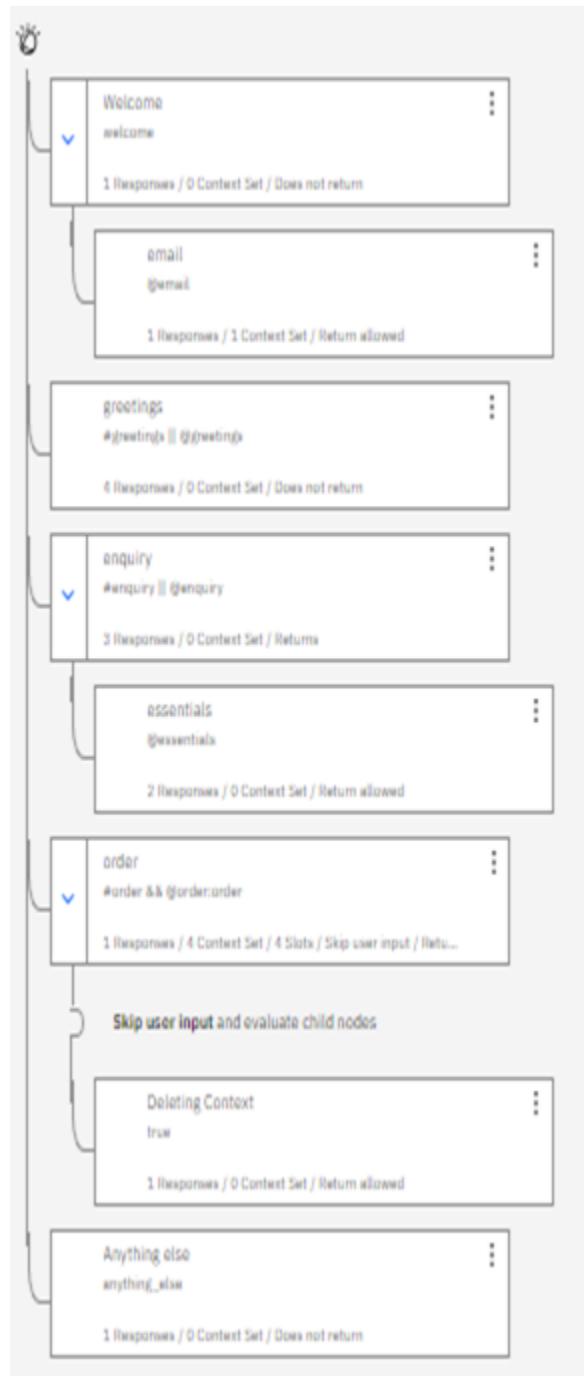 Welcome
welcome
1 Responses / 0 Context Set / Does not return
email
@email
1 Responses / 1 Context Set / Return allowed
greetings
#greetings || @greetings
4 Responses / 0 Context Set / Does not return
enquiry
#enquiry || @enquiry
3 Responses / 0 Context Set / Returns
essentials
@essentials
2 Responses / 0 Context Set / Return allowed
order
#order && @order:order
1 Responses / 4 Context Set / 4 Slots / Skip user input / Retu...
Skip user input and evaluate child nodes
Deleting Context
true
1 Responses / 0 Context Set / Return allowed
Anything else
anything_else
1 Responses / 0 Context Set / Does not return